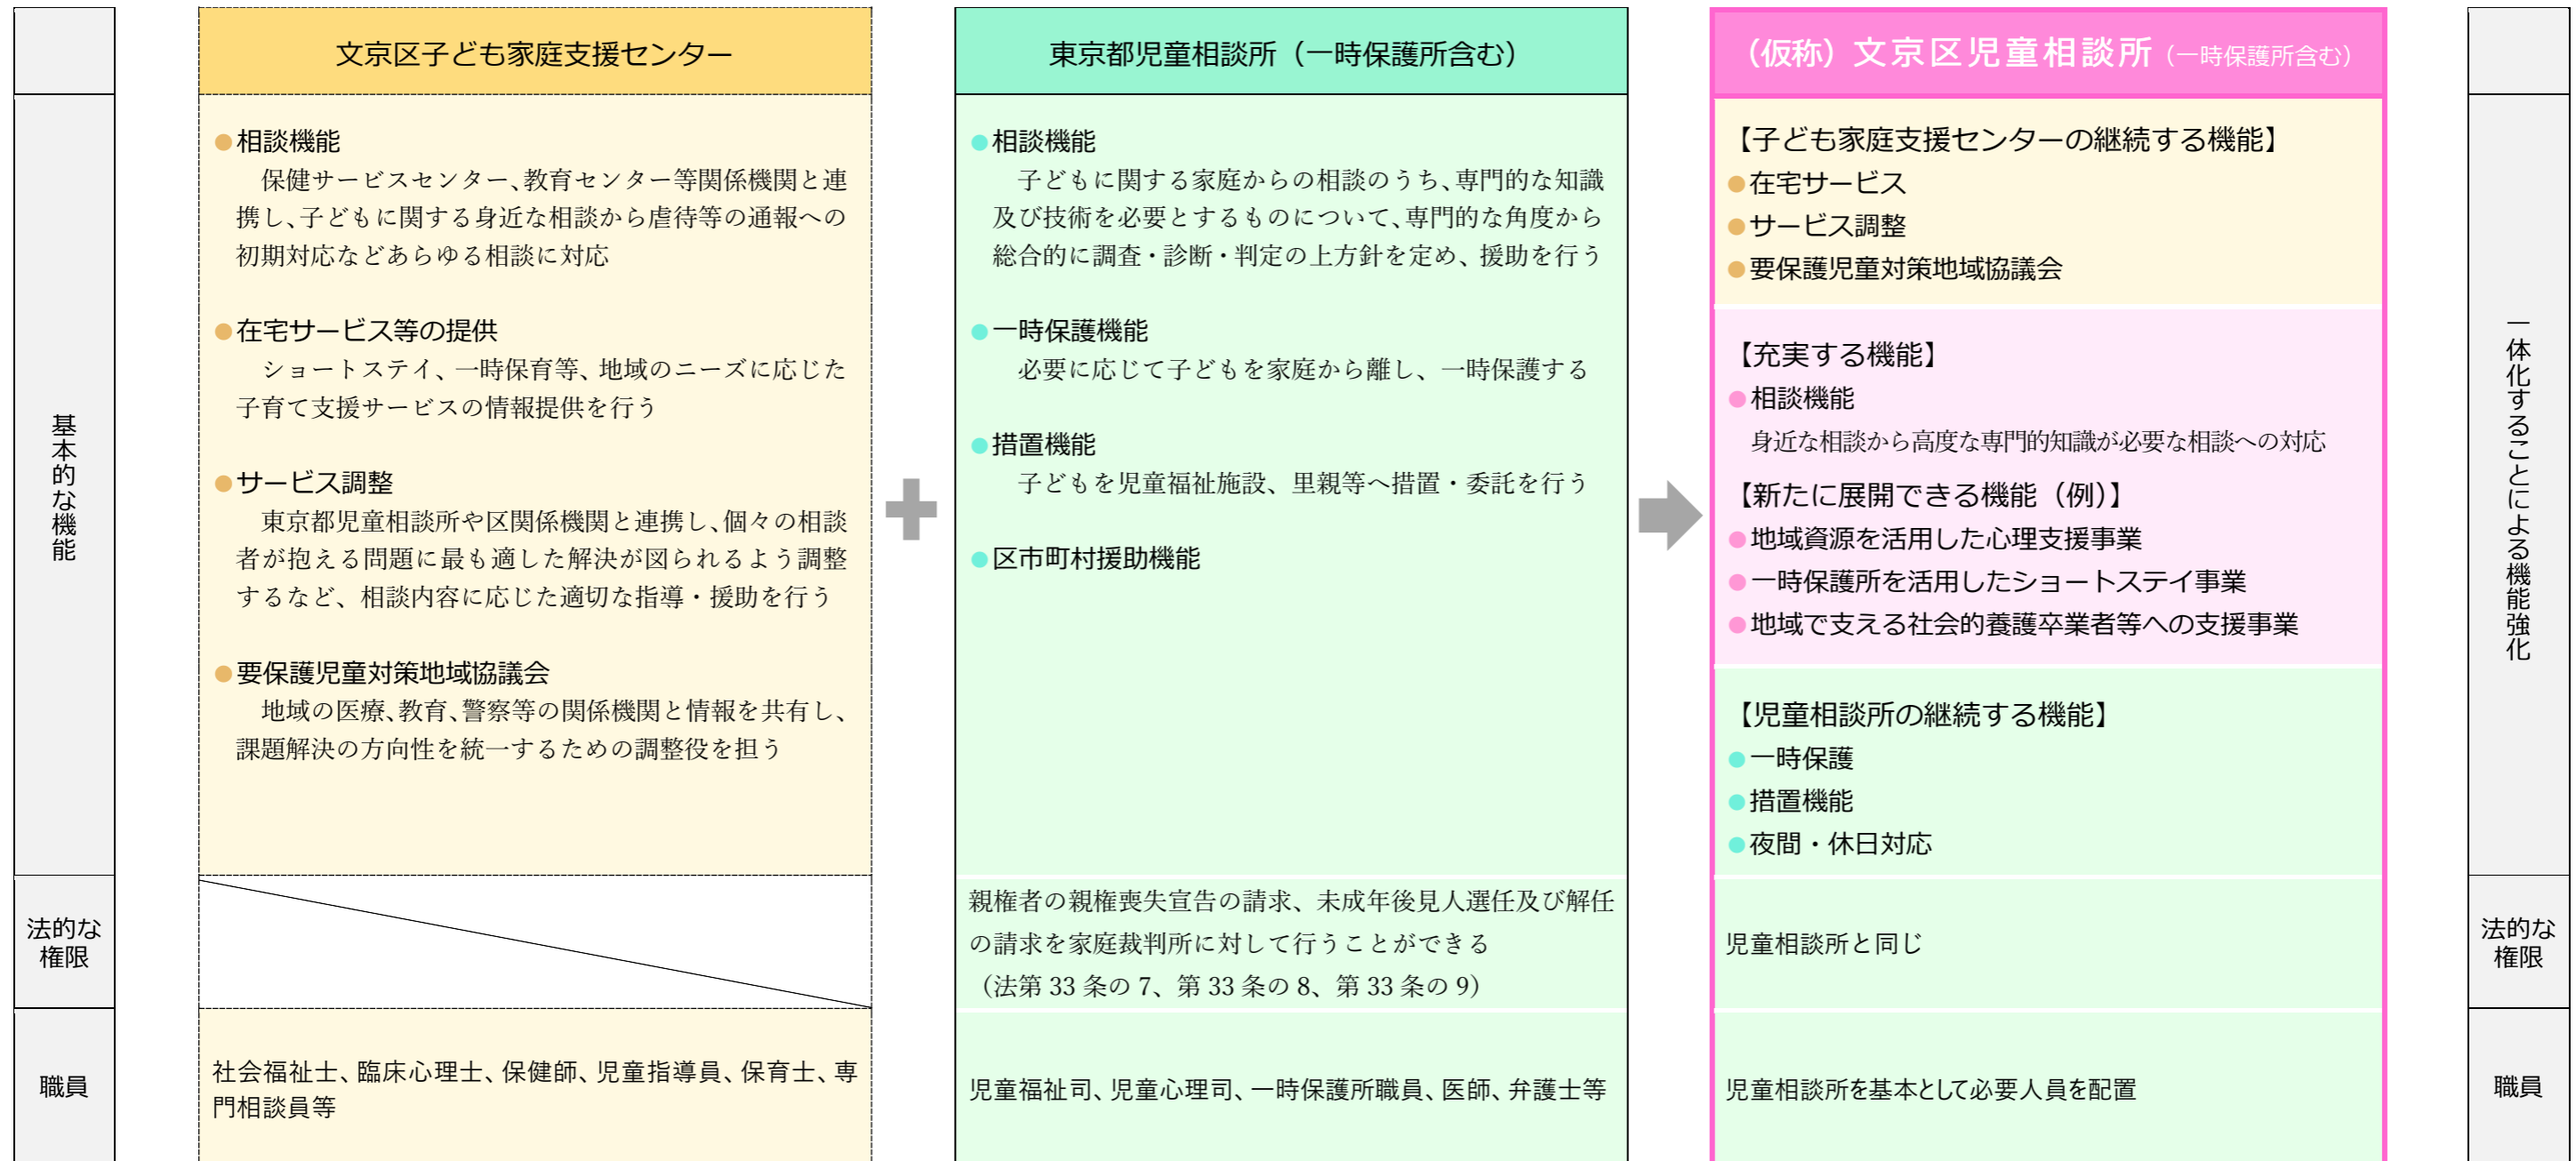 文京区子ども家庭支援センター
東京都児童相談所（一時保護所含む）
（仮称）文京区児童相談所（一時保護所含む）
基本的な機能
●相談機能
保健サービスセンター、教育センター等関係機関と連
携し、子どもに関する身近な相談から虐待等の通報への
初期対応などあらゆる相談に対応
●在宅サービス等の提供
ショートステイ、一時保育等、地域のニーズに応じた
子育て支援サービスの情報提供を行う
●サービス調整
東京都児童相談所や区関係機関と連携し、個々の相談
者が抱える問題に最も適した解決が図られるよう調整
するなど、相談内容に応じた適切な指導・援助を行う
●要保護児童対策地域協議会
地域の医療、教育、警察等の関係機関と情報を共有し、
課題解決の方向性を統一するための調整役を担う
●相談機能
子どもに関する家庭からの相談のうち、専門的な知識
及び技術を必要とするものについて、専門的な角度から
総合的に調査・診断・判定の上方針を定め、援助を行う
●一時保護機能
必要に応じて子どもを家庭から離し、一時保護する
●措置機能
子どもを児童福祉施設、里親等へ措置・委託を行う
●区市町村援助機能
【子ども家庭支援センターの継続する機能】
●在宅サービス
●サービス調整
●要保護児童対策地域協議会
【充実する機能】
●相談機能
身近な相談から高度な専門的知識が必要な相談への対応
【新たに展開できる機能（例）】
●地域資源を活用した心理支援事業
●一時保護所を活用したショートステイ事業
●地域で支える社会的養護卒業者等への支援事業
【児童相談所の継続する機能】
●一時保護
●措置機能
●夜間・休日対応
一体化することによる機能強化
法的な
権限
親権者の親権喪失宣告の請求、未成年後見人選任及び解任
の請求を家庭裁判所に対して行うことができる
（法第 33 条の 7、第 33 条の 8、第 33 条の 9）
児童相談所と同じ
法的な
権限
職員
社会福祉士、臨床心理士、保健師、児童指導員、保育士、専
門相談員等
児童福祉司、児童心理司、一時保護所職員、医師、弁護士等
児童相談所を基本として必要人員を配置
職員